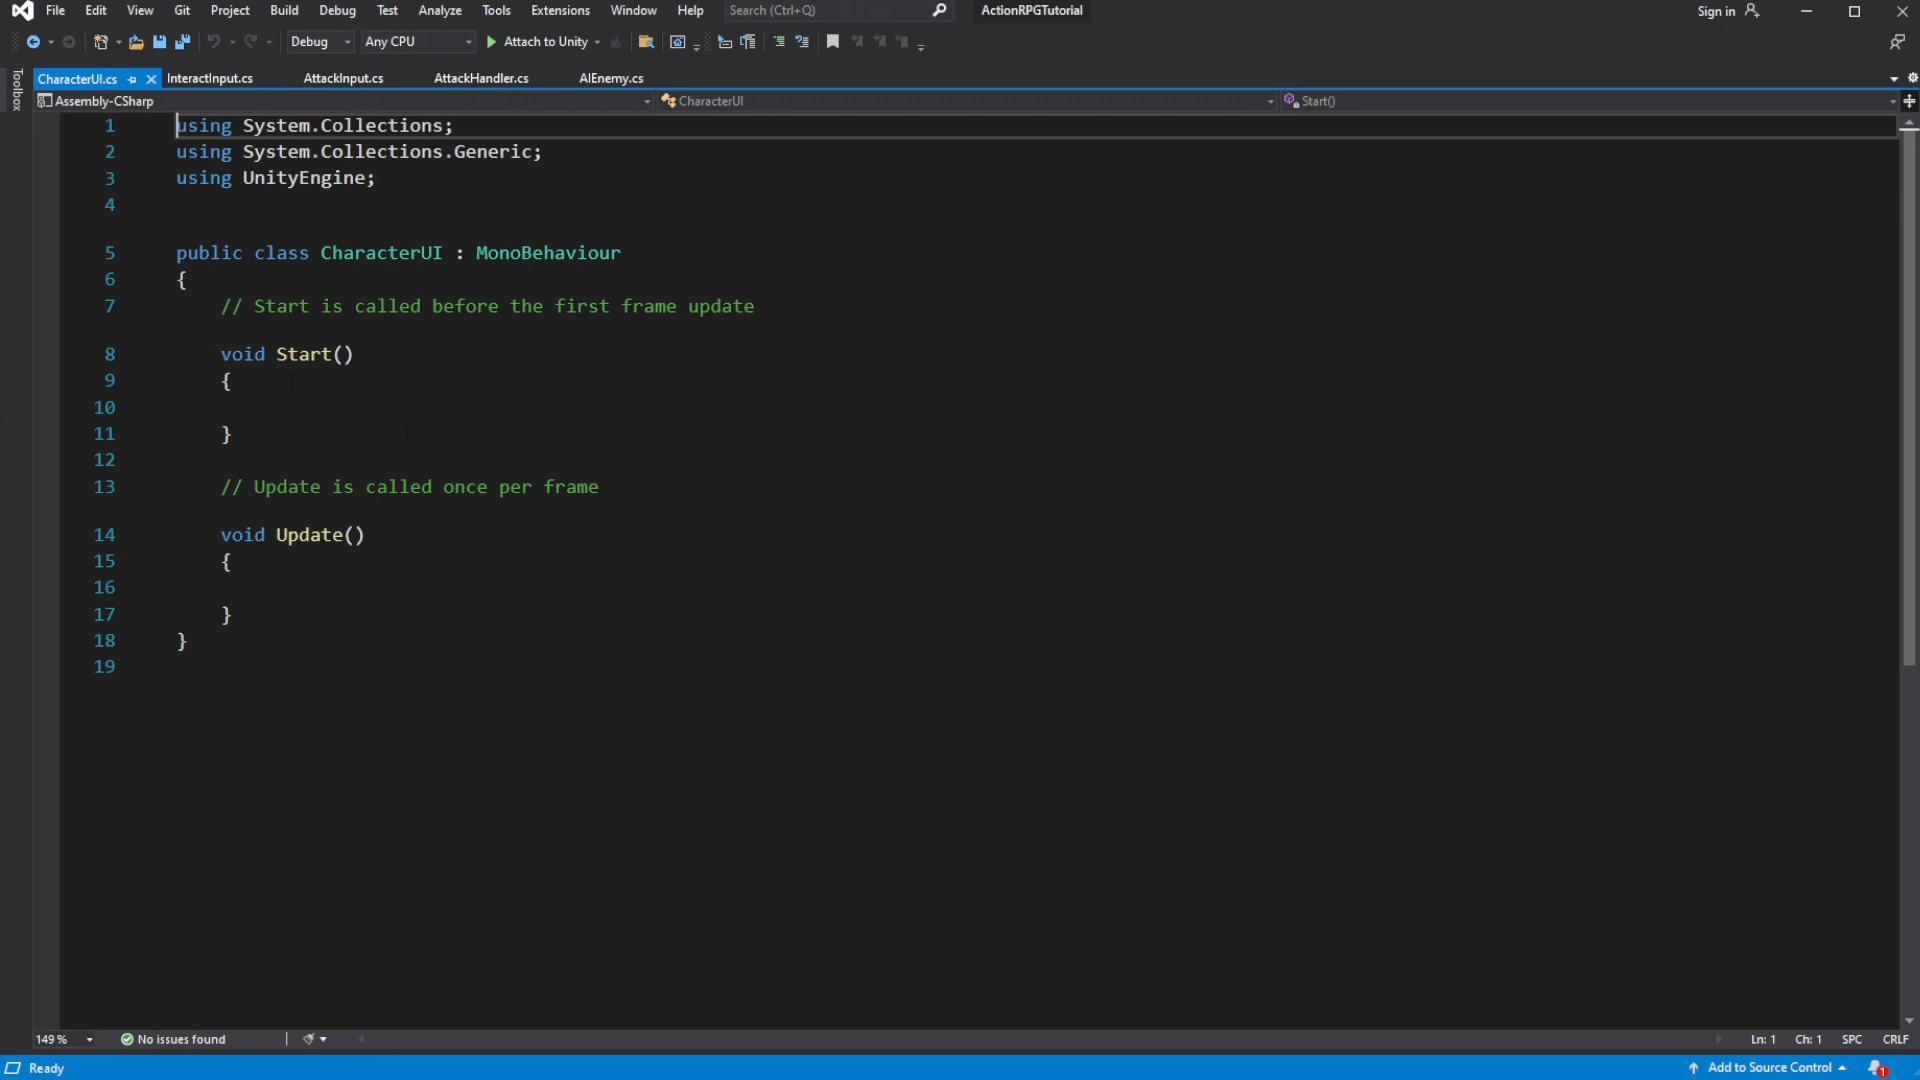 File Edit View Git Project Build Debug Test Analyze Tools Extensions Window Help Search (Ctrl+Q) ActionRPGTutorial Sign in
Debug Any CPU Attach to Unity
Toolbox
CharacterUI.cs InteractInput.cs AttackInput.cs AttackHandler.cs AIEnemy.cs
Assembly-CSharp CharacterUI Start()
1 using System.Collections;
2 using System.Collections.Generic;
3 using UnityEngine;
4
5 public class CharacterUI : MonoBehaviour
6 {
7 // Start is called before the first frame update
8 void Start()
9 {
10
11 }
12
13 // Update is called once per frame
14 void Update()
15 {
16
17 }
18 }
19
149 % No issues found Ln: 1 Ch: 1 SPC CRLF
Ready Add to Source Control 1